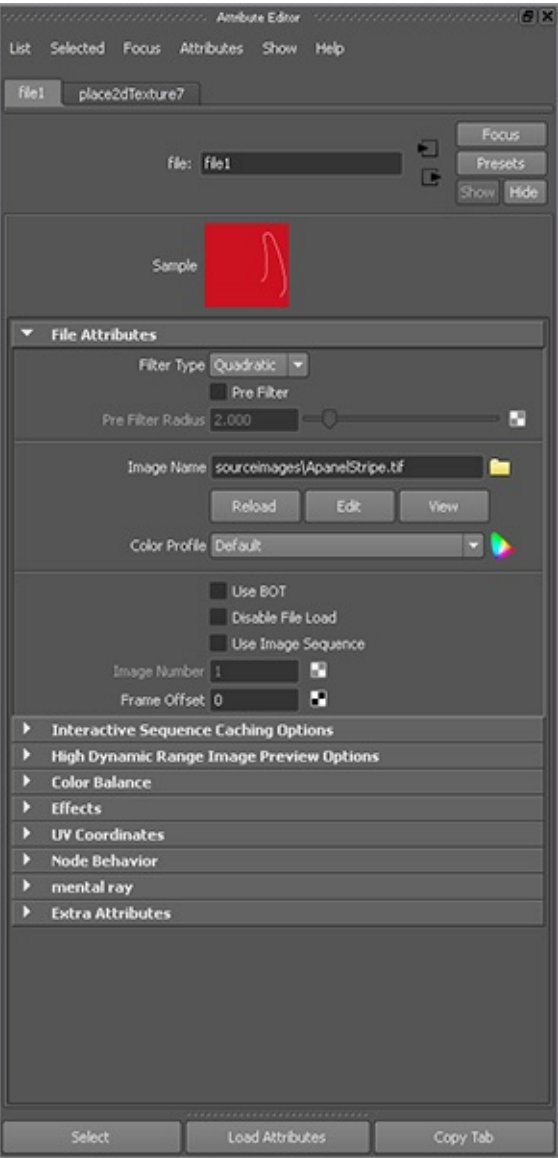 Attribute Editor
List Selected Focus Attributes Show Help
file1 place2dTexture7
Focus
file: file1
Presets
Show Hide
Sample
File Attributes
Filter Type Quadratic
Pre Filter
Pre Filter Radius 2.000
Image Name sourceimages\ApanelStripe.tif
Reload Edit View
Color Profile Default
Use BOT
Disable File Load
Use Image Sequence
Image Number 1
Frame Offset 0
Interactive Sequence Caching Options
High Dynamic Range Image Preview Options
Color Balance
Effects
UV Coordinates
Node Behavior
mental ray
Extra Attributes
Select Load Attributes Copy Tab